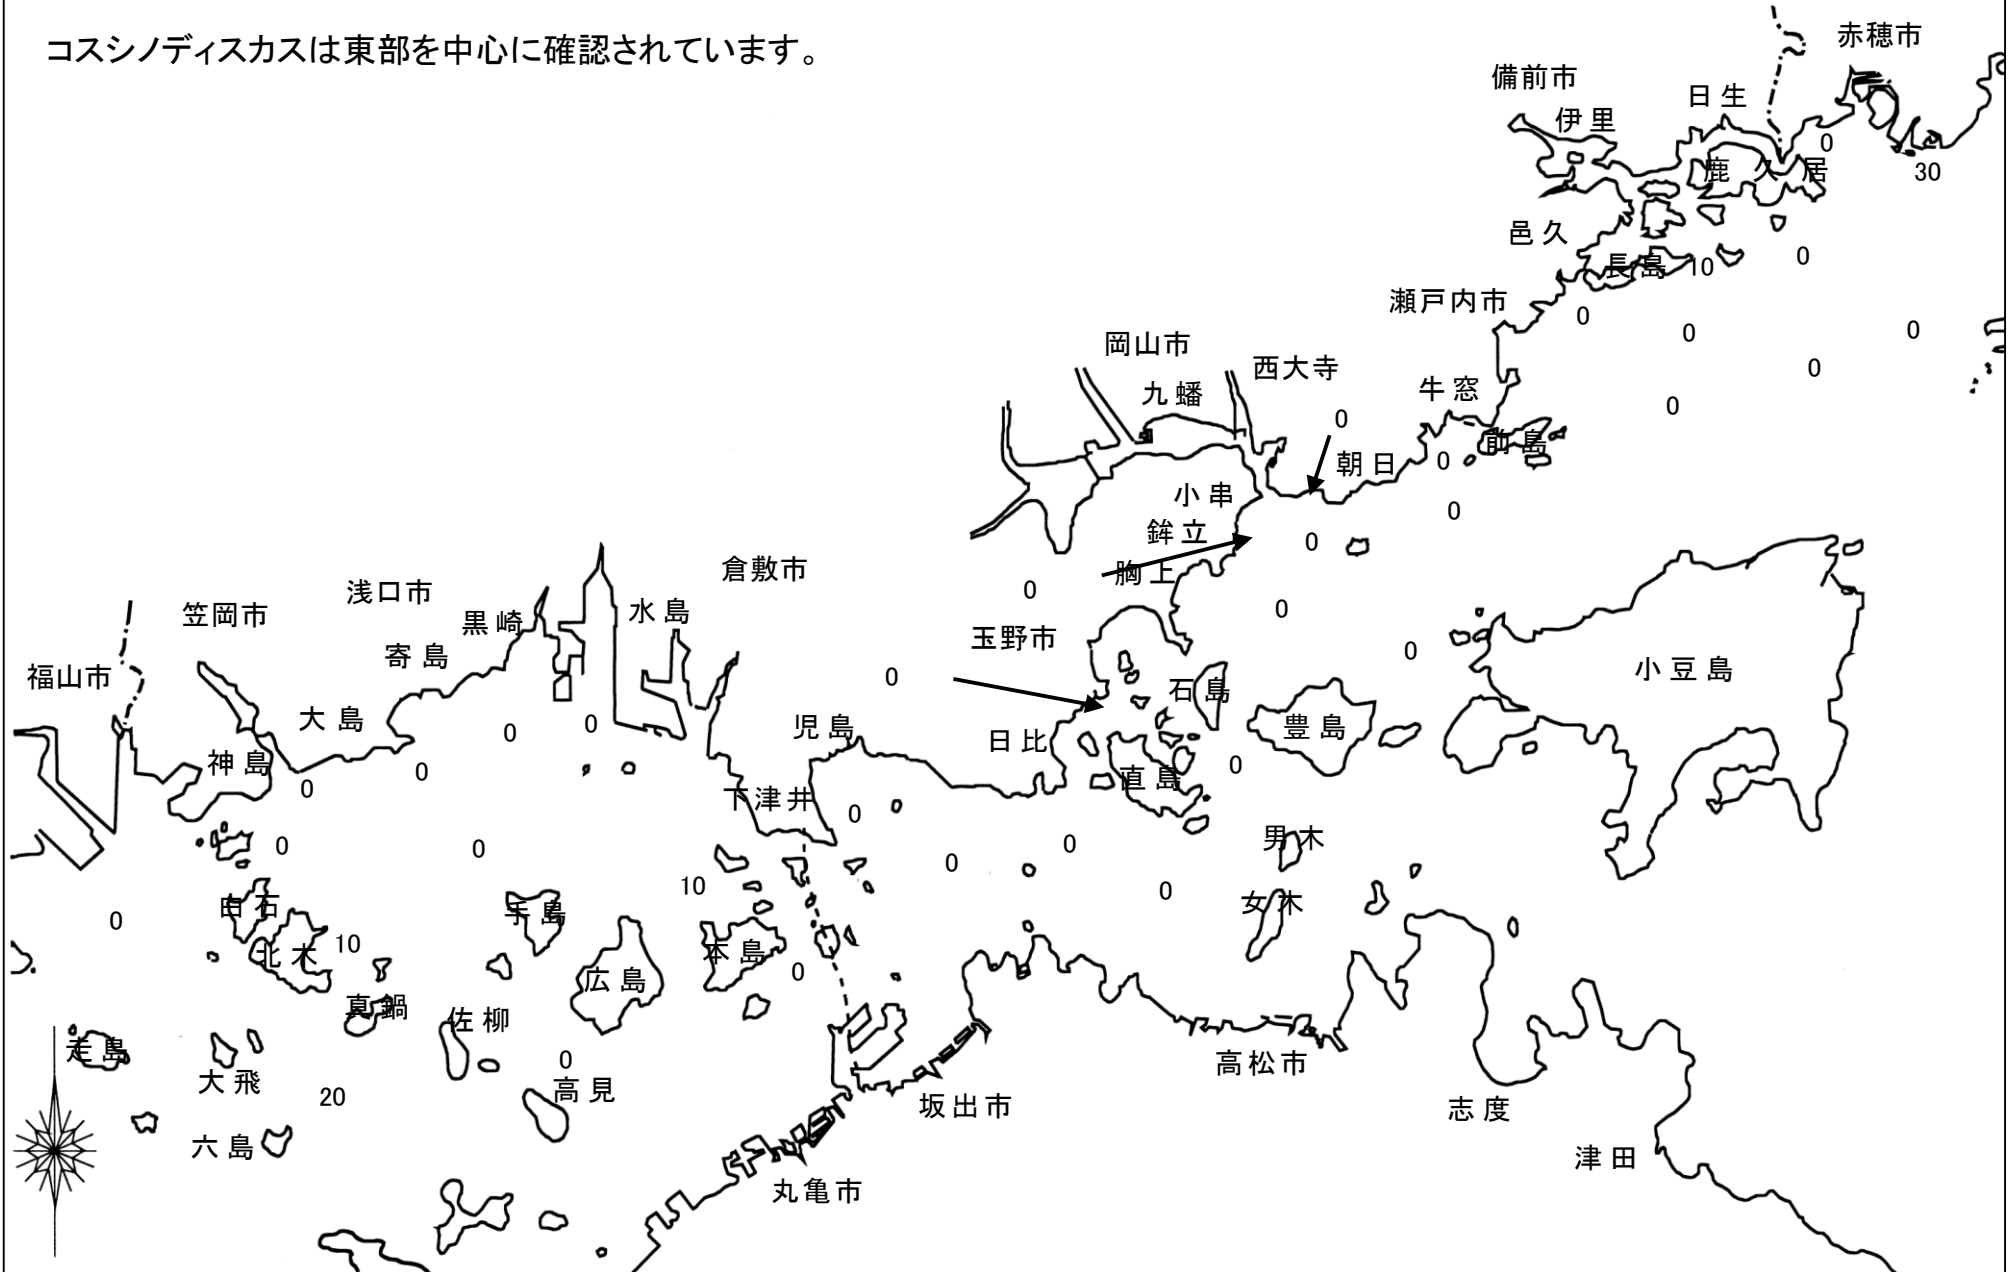 コスシノディスカスは東部を中心に確認されています。
赤穂市
備前市
日生
伊里
0
鹿久居
30
邑久
0
長島 10
瀬戸内市
0
0
0
岡山市
西大寺
0
牛窓
九蟠
0
0
前島
0
朝日
小串
0
鉾立
0
倉敷市
胸上
0
浅口市
0
水島
笠岡市
黒崎
玉野市
0
寄島
小豆島
福山市
0
石島
大島
0
豊島
児島
0
日比
神島
0
0
直島
0
下津井
0
男木
0
0
0
0
10
0
女木
白石
手島
0
10
本島
北木
0
広島
真鍋
佐柳
走島
0
高松市
大飛
高見
20
坂出市
志度
六島
津田
丸亀市